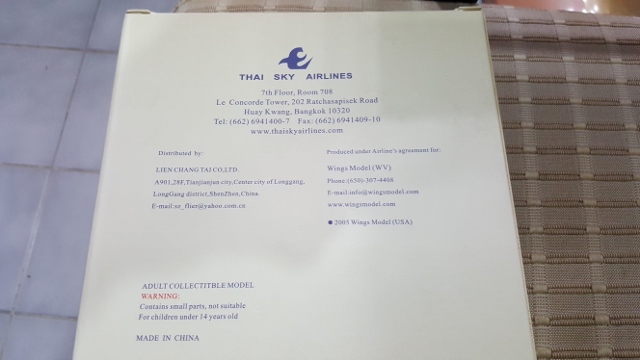 THAI SKY AIRLINES
7th Floor, Room 708
Le Concorde Tower, 202 Ratchasapisek Road
Huay Kwang, Bangkok 10320
Tel: (662) 6941400-7 Fax: (662) 6941409-10
www.thaiskyairlines.com
Distributed by:
LIEN CHANG TAI CO,LTD.
A901,28F,Tianjianjun city,Center city of Longgang,
LongGang district,ShenZhen,China.
E-mail:sz_flier@yahoo.com.cn
Produced under Airline's agreement for:
Wings Model (WV)
Phone:(650)-307-4408
E-mail:info@wingsmodel.com
www.wingsmodel.com
● 2005 Wings Model (USA)
ADULT COLLECTITBLE MODEL
WARNING:
Contains small parts, not suitable
For children under 14 years old
MADE IN CHINA